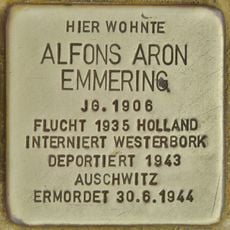 HIER WOHNTE
ALFONS ARON
EMMERING
JG. 1906
FLUCHT 1935 HOLLAND
INTERNIERT WESTERBORK
DEPORTIERT 1943
AUSCHWITZ
ERMORDET 30.6.1944